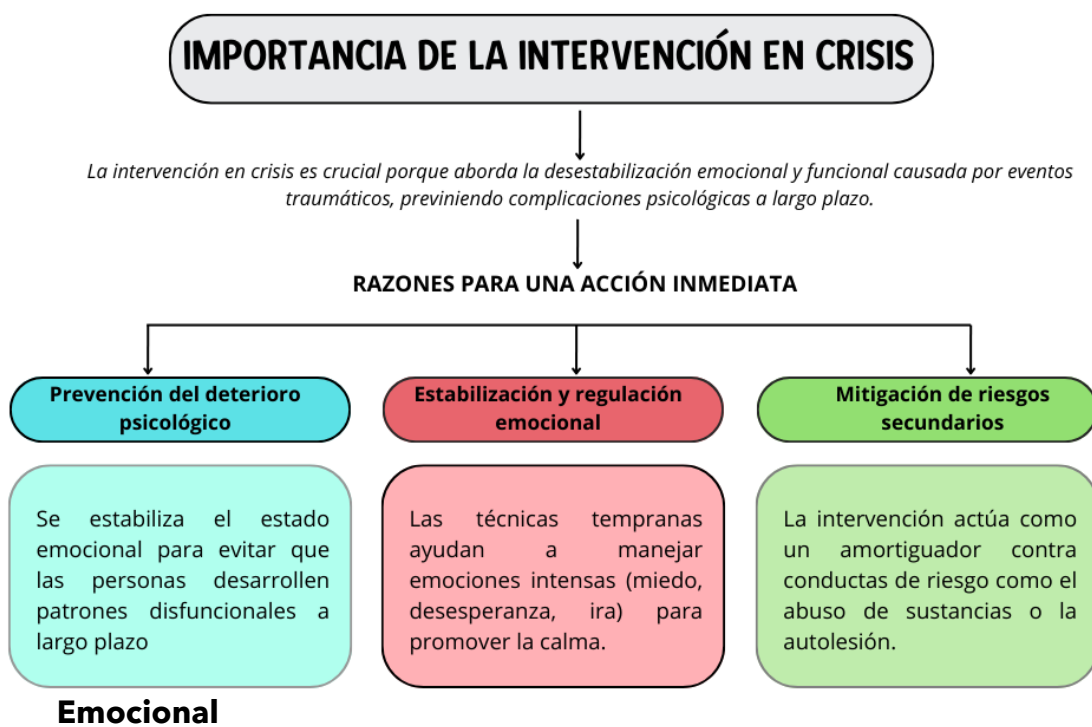 IMPORTANCIA DE LA INTERVENCIÓN EN CRISIS
La intervención en crisis es crucial porque aborda la desestabilización emocional y funcional causada por eventos
traumáticos, previniendo complicaciones psicológicas a largo plazo.
RAZONES PARA UNA ACCIÓN INMEDIATA
Prevención del deterioro
psicológico
Se estabiliza el estado
emocional para evitar que
las personas desarrollen
patrones disfuncionales a
largo plazo
Estabilización y regulación
emocional
Las técnicas tempranas
ayudan a manejar
emociones intensas (miedo,
desesperanza, ira) para
promover la calma.
Mitigación de riesgos
secundarios
La intervención actúa como
un amortiguador contra
conductas de riesgo como el
abuso de sustancias o la
autolesión.
Emocional